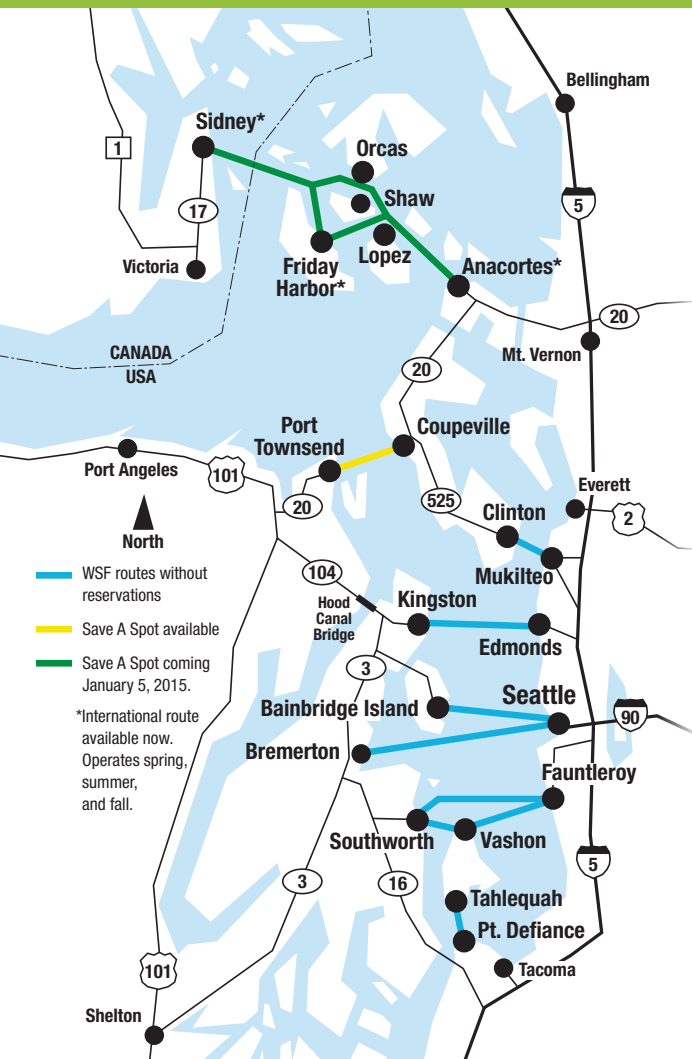 Bellingham
Sidney*
1
Orcas
Shaw
5
17
Victoria
Friday
Harbor*
Lopez
Anacortes*
20
CANADA
USA
Mt. Vernon
20
Port
Townsend
Coupeville
Port Angeles
101
20
525
Everett
2
Clinton
Mukilteo
North
WSF routes without
reservations
Save A Spot available
Save A Spot coming
January 5, 2015.
*International route
available now.
Operates spring,
summer,
and fall.
104
Hood
Canal
Bridge
Kingston
Edmonds
3
Seattle
Bainbridge Island
90
Bremerton
Fauntleroy
Southworth
Vashon
5
3
16
Tahlequah
Pt. Defiance
101
Tacoma
Shelton